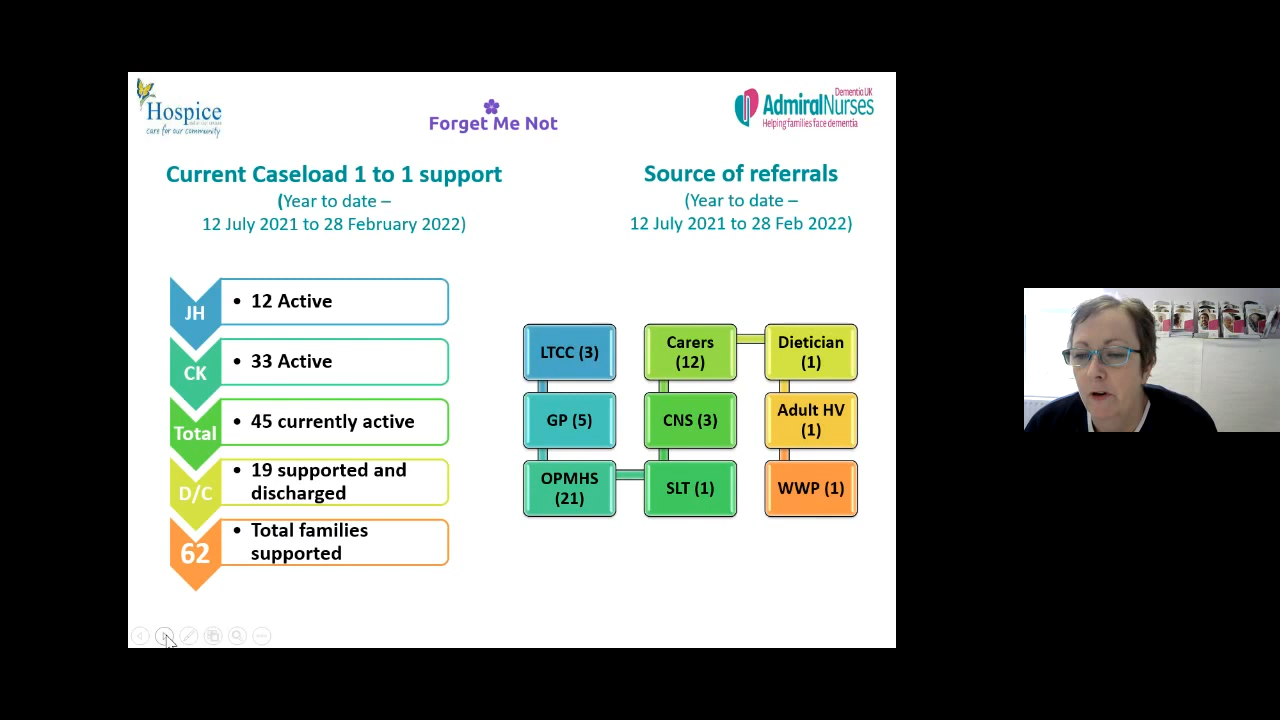 Hospice
care for our community
Forget Me Not
Dementia UK
AdmiralNurses
Helping families face dementia
Current Caseload 1 to 1 support
(Year to date –
12 July 2021 to 28 February 2022)
Source of referrals
(Year to date –
12 July 2021 to 28 Feb 2022)
JH
• 12 Active
CK
• 33 Active
Total
• 45 currently active
D/C
• 19 supported and
discharged
62
• Total families
supported
LTCC (3)
GP (5)
OPMHS
(21)
SLT (1)
CNS (3)
Carers
(12)
Dietician
(1)
Adult HV
(1)
WWP (1)